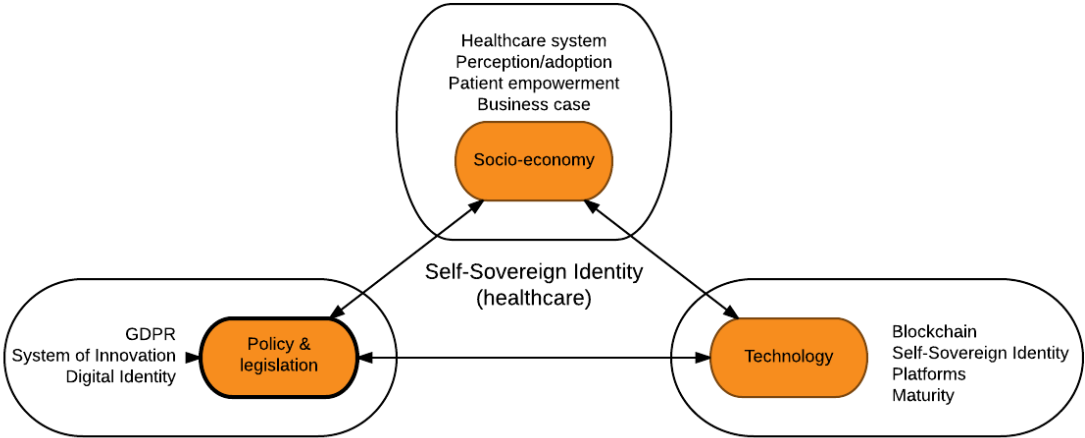 Healthcare system
Perception/adoption
Patient empowerment
Business case
Socio-economy
Self-Sovereign Identity
(healthcare)
GDPR
System of Innovation
Digital Identity
Policy &
legislation
Technology
Blockchain
Self-Sovereign Identity
Platforms
Maturity